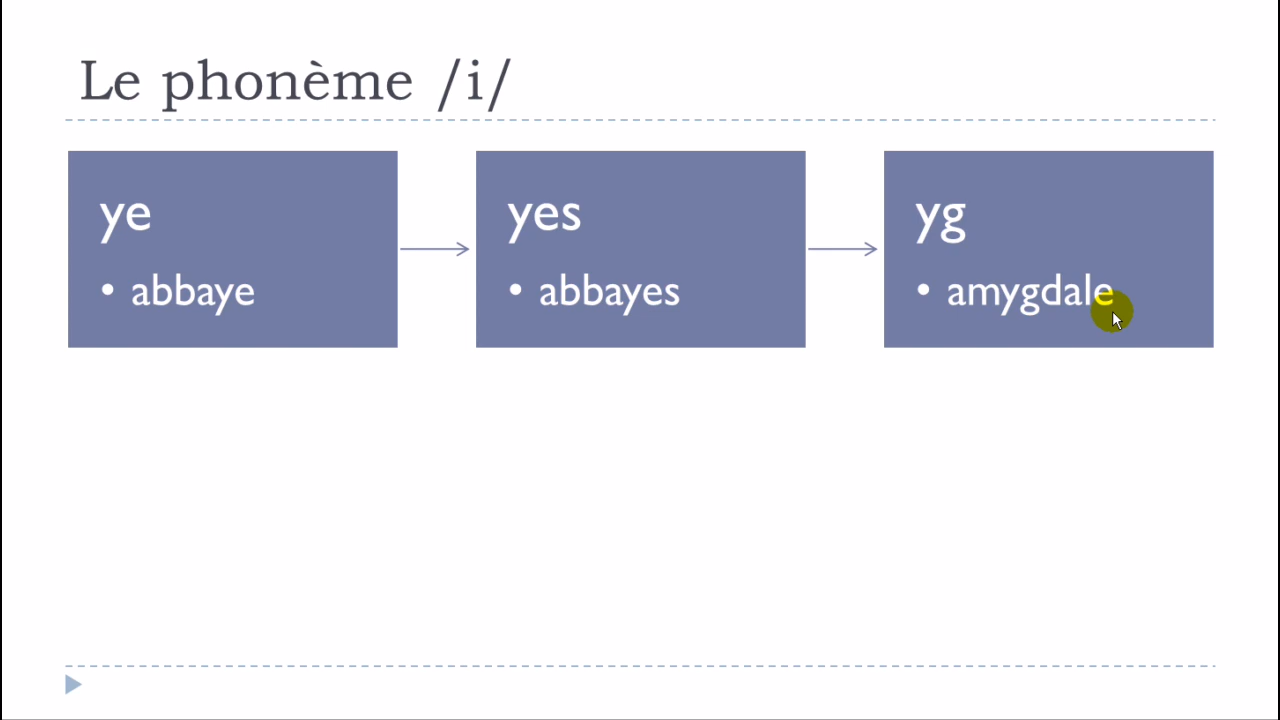 Le phonème /i/
ye
• abbaye
yes
• abbayes
yg
• amygdale